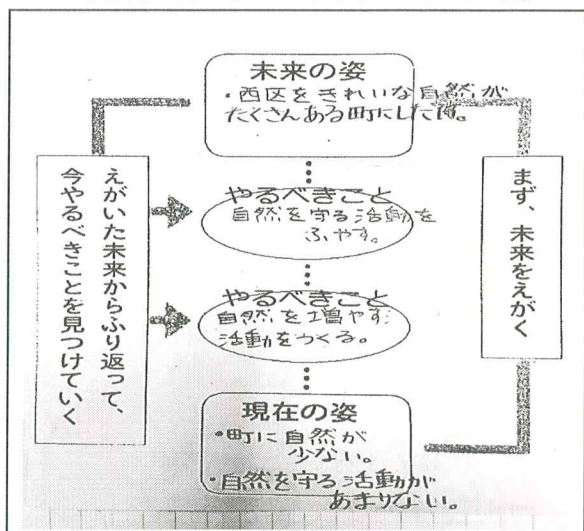 未来の姿
・西区をきれいな自然が
たくさんある町にしたい。
やるべきこと
自然を守る活動を
ふやす。
やるべきこと
自然を増やす
活動をつくる。
現在の姿
・町に自然が
少ない。
・自然を守る活動が
あまりない。
まず、未来をえがく
えがいた未来からふり返って、
今やるべきことを見つけていく